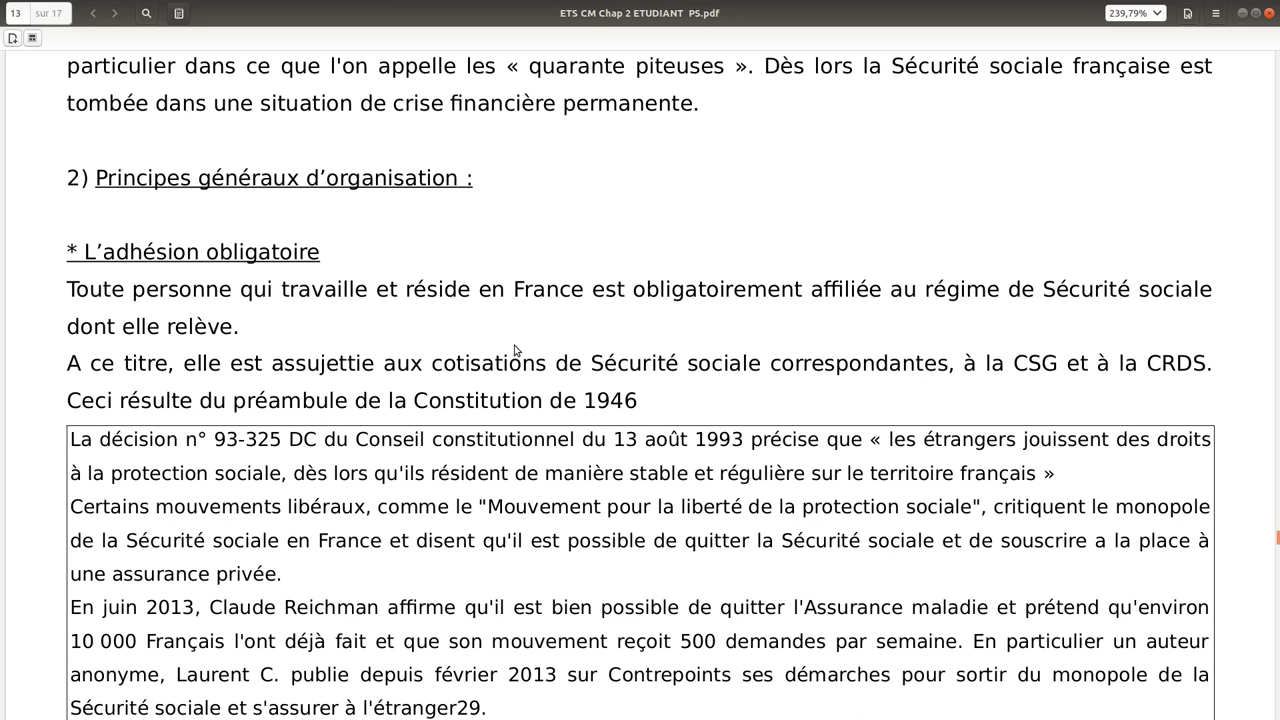 13 sur 17 ETS CM Chap 2 ETUDIANT PS.pdf 239,79%
particulier dans ce que l'on appelle les « quarante piteuses ». Dès lors la Sécurité sociale française est
tombée dans une situation de crise financière permanente.
2) Principes généraux d’organisation :
* L’adhésion obligatoire
Toute personne qui travaille et réside en France est obligatoirement affiliée au régime de Sécurité sociale
dont elle relève.
A ce titre, elle est assujettie aux cotisations de Sécurité sociale correspondantes, à la CSG et à la CRDS.
Ceci résulte du préambule de la Constitution de 1946
La décision n° 93-325 DC du Conseil constitutionnel du 13 août 1993 précise que « les étrangers jouissent des droits
à la protection sociale, dès lors qu'ils résident de manière stable et régulière sur le territoire français »
Certains mouvements libéraux, comme le "Mouvement pour la liberté de la protection sociale", critiquent le monopole
de la Sécurité sociale en France et disent qu'il est possible de quitter la Sécurité sociale et de souscrire a la place à
une assurance privée.
En juin 2013, Claude Reichman affirme qu'il est bien possible de quitter l'Assurance maladie et prétend qu'environ
10 000 Français l'ont déjà fait et que son mouvement reçoit 500 demandes par semaine. En particulier un auteur
anonyme, Laurent C. publie depuis février 2013 sur Contrepoints ses démarches pour sortir du monopole de la
Sécurité sociale et s'assurer à l'étranger29.